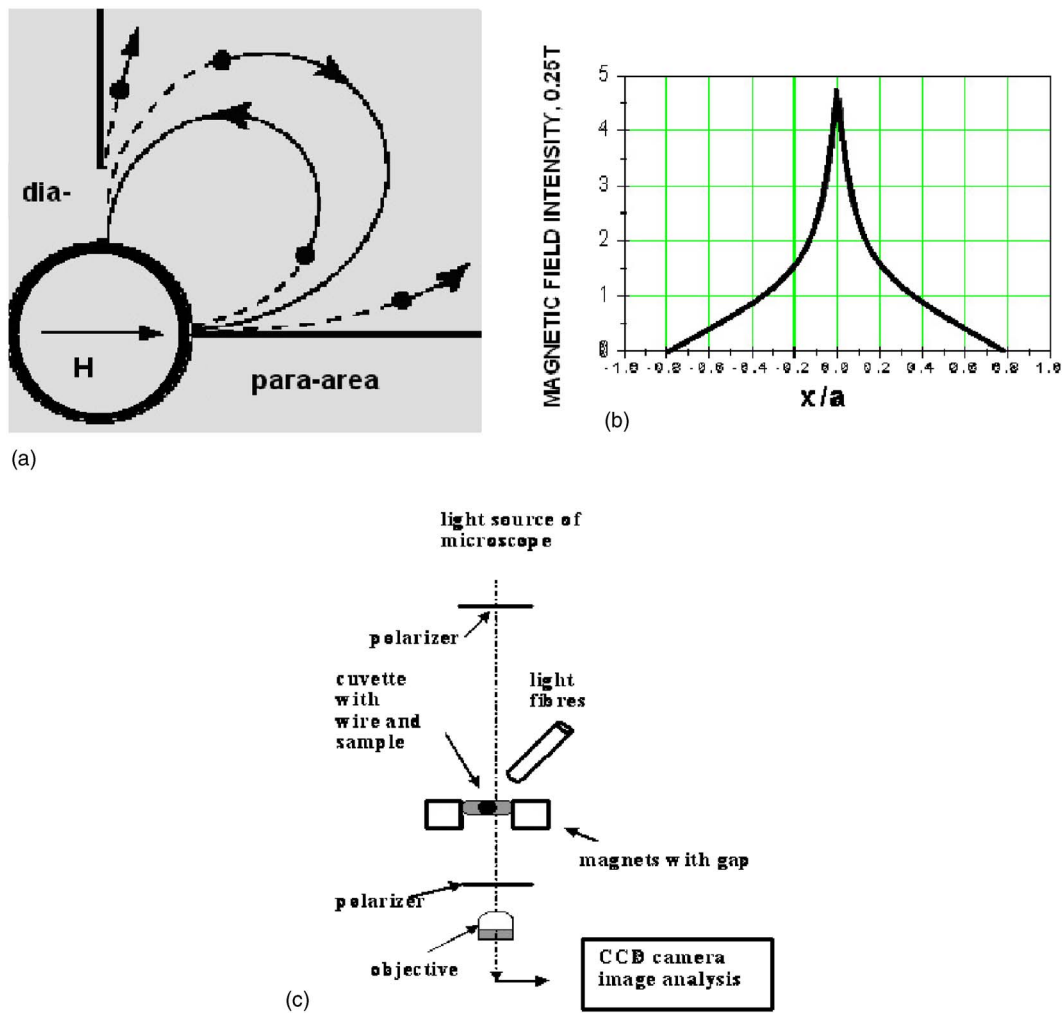 dia-
H
para-area
(a)
MAGNETIC FIELD INTENSITY, 0.25T
5
4
3
2
1
-1.0 -0.8 -0.6 -0.4 -0.2 0.0 0.2 0.4 0.6 0.8 1.0
x/a
(b)
light source of
microscope
polarizer
cuvette
with
wire and
sample
light
fibres
magnets with gap
polarizer
objective
CCD camera
image analysis
(c)